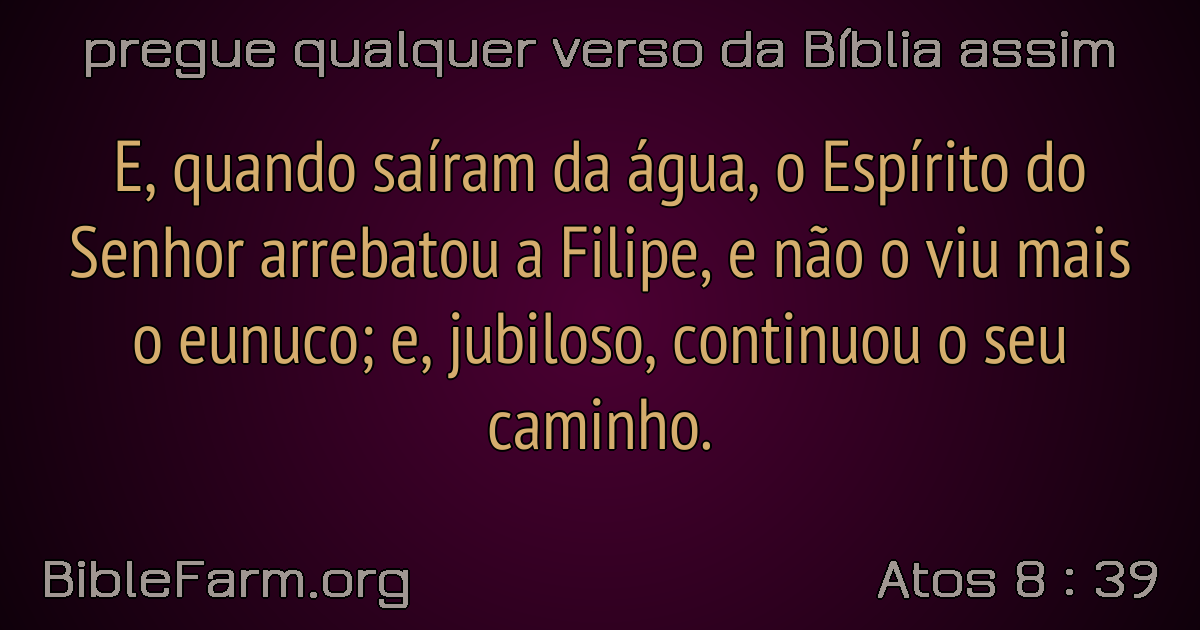 pregue qualquer verso da Bíblia assim
E, quando saíram da água, o Espírito do
Senhor arrebatou a Filipe, e não o viu mais
o eunuco; e, jubiloso, continuou o seu
caminho.
BibleFarm.org
Atos 8 : 39